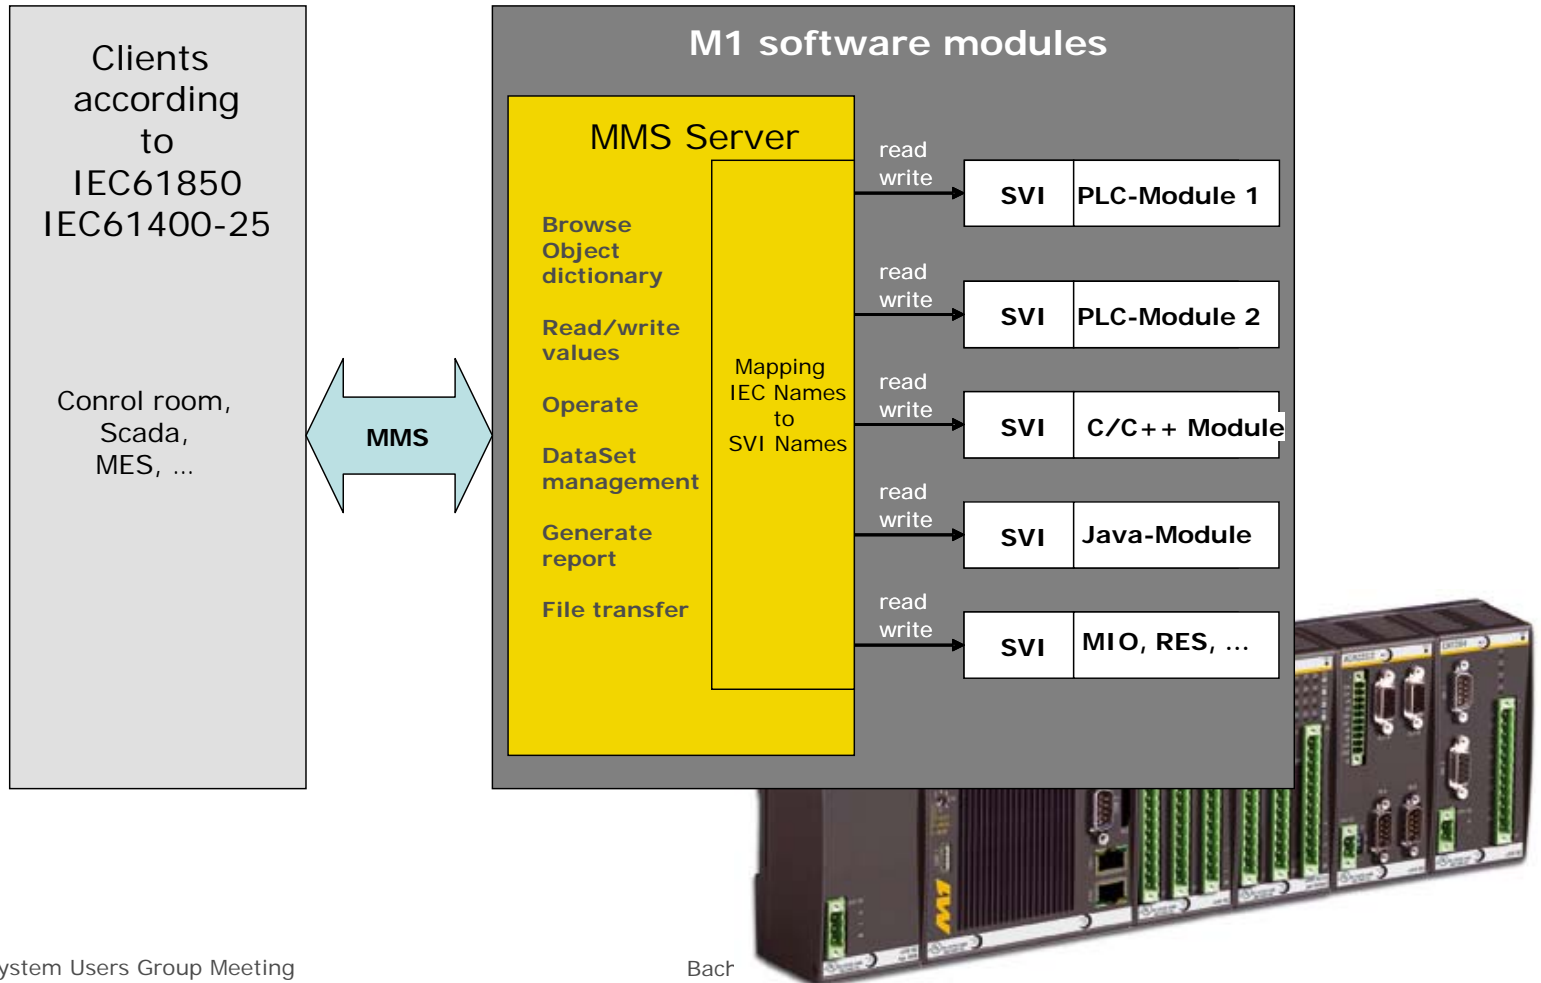 Clients
according
to
IEC61850
IEC61400-25
Conrol room,
Scada,
MES, ...
MMS
M1 software modules
MMS Server
Browse
Object
dictionary
Read/write
values
Operate
DataSet
management
Generate
report
File transfer
Mapping
IEC Names
to
SVI Names
read
write
SVI
PLC-Module 1
read
write
SVI
PLC-Module 2
read
write
SVI
C/C++ Module
read
write
SVI
Java-Module
read
write
SVI
MIO, RES, ...
M1
ystem Users Group Meeting
Bach